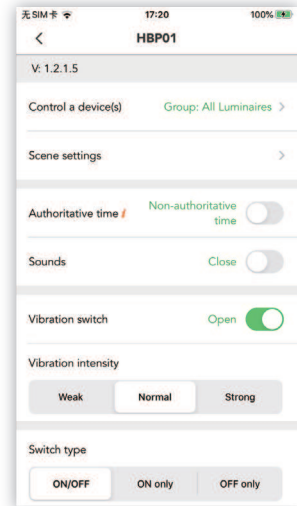 无SIM卡 17:20 100%
HBP01
V: 1.2.1.5
Control a device(s) Group: All Luminaires >
Scene settings >
Authoritative time i Non-authoritative
time
Sounds Close
Vibration switch Open
Vibration intensity
Weak Normal Strong
Switch type
ON/OFF ON only OFF only